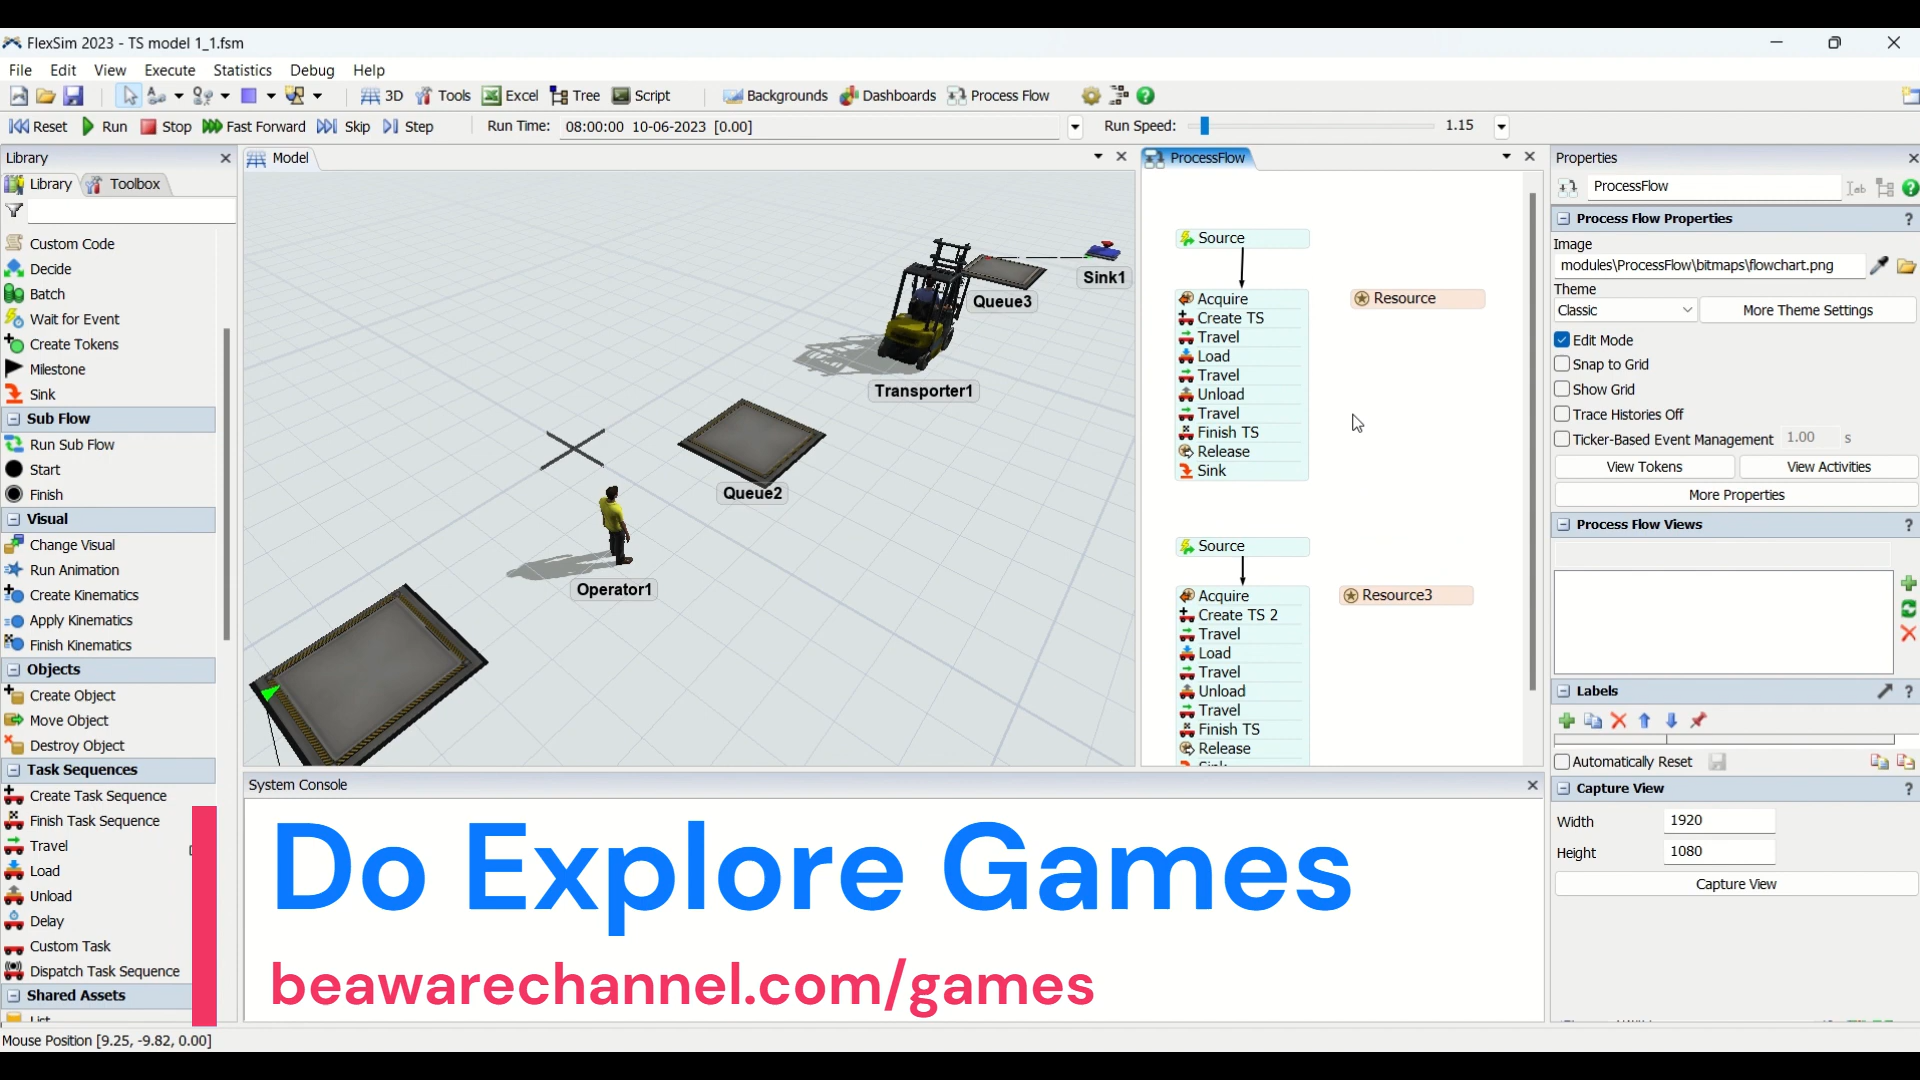 FlexSim 2023 - TS model 1_1.fsm
File Edit View Execute Statistics Debug Help
3D Tools Excel Tree Script Backgrounds Dashboards Process Flow
Reset Run Stop Fast Forward Skip Step Run Time: 08:00:00 10-06-2023 [0.00] Run Speed: 1.15
Library
Library Toolbox
Custom Code
Decide
Batch
Wait for Event
Create Tokens
Milestone
Sink
Sub Flow
Run Sub Flow
Start
Finish
Visual
Change Visual
Run Animation
Create Kinematics
Apply Kinematics
Finish Kinematics
Objects
Create Object
Move Object
Destroy Object
Task Sequences
Create Task Sequence
Finish Task Sequence
Travel
Load
Unload
Delay
Custom Task
Dispatch Task Sequence
Shared Assets
List
Model
Sink1
Queue3
Transporter1
Queue2
Operator1
ProcessFlow
Source
Acquire
Create TS
Travel
Load
Travel
Unload
Travel
Finish TS
Release
Sink
Resource
Source
Acquire
Create TS 2
Travel
Load
Travel
Unload
Travel
Finish TS
Release
Sink
Resource3
Properties
ProcessFlow
Process Flow Properties ?
Image
modules\ProcessFlow\bitmaps\flowchart.png
Theme
Classic More Theme Settings
Edit Mode
Snap to Grid
Show Grid
Trace Histories Off
Ticker-Based Event Management 1.00 s
View Tokens View Activities
More Properties
Process Flow Views ?
Labels ?
Automatically Reset
Capture View ?
Width 1920
Height 1080
Capture View
System Console
Do Explore Games
beawarechannel.com/games
Mouse Position [9.25, -9.82, 0.00]